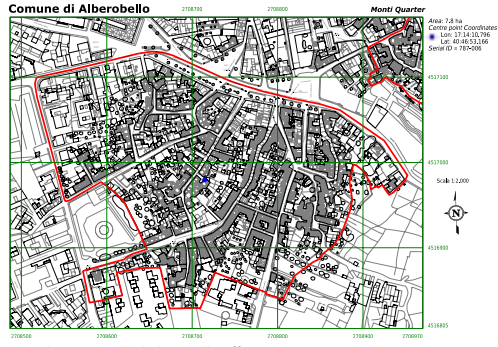 Comune di Alberobello
2708700
2708800
Monti Quarter
Area: 7.8 ha
Centre point Coordinates
Lon: 17:14:10.796
Lat: 40:46:53.166
Serial ID = 787-006
4517100
4517000
Scale 1:2,000
N
4516900
4516805
2708500
2708600
2708700
2708800
2708900
2708970